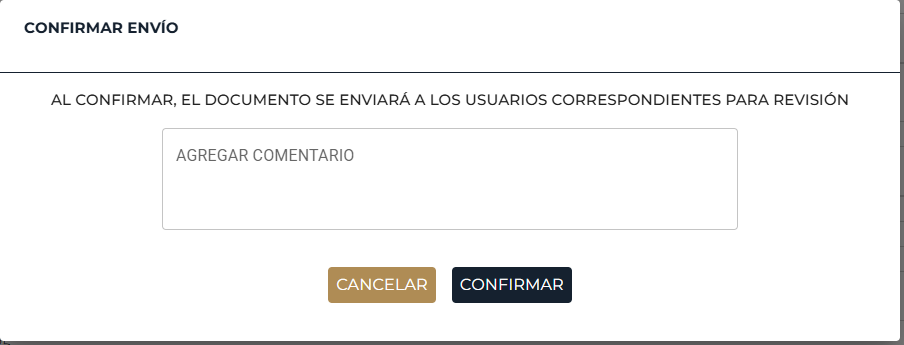 CONFIRMAR ENVÍO
AL CONFIRMAR, EL DOCUMENTO SE ENVIARÁ A LOS USUARIOS CORRESPONDIENTES PARA REVISIÓN
AGREGAR COMENTARIO
CANCELAR CONFIRMAR